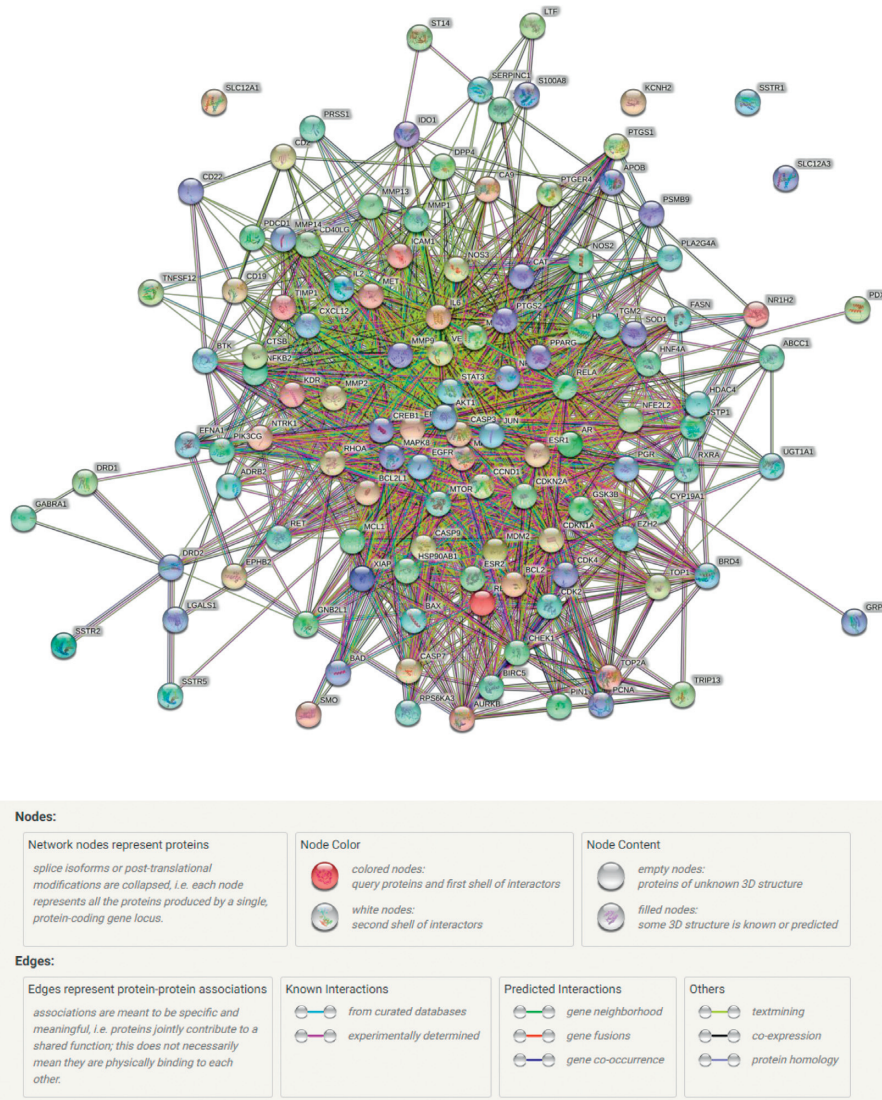 LTF
ST14
SERPINC1
S100A8
SLC12A1
KCNH2
SSTR1
PRSS1
IDO1
PTGS1
DPP4
APOB
SLC12A3
CD22
CA9
PTGER4
MMP13
MMP1
PSMB9
PDCD1
MMP14
CD40LG
ICAM1
NOS3
NOS2
PLA2G4A
CAT
TNFSF12
CD19
IL2
MET
TIMP1
IL6
PTGS2
TGM2
FASN
NR1H2
CXCL12
SOD1
CTSB
BTK
MMP9
PPARG
HNF4A
ABCC1
NFKB2
STAT3
RELA
KDR
MMP2
HDAC4
AKT1
NFE2L2
NTRK1
CREB1
CASP3
JUN
AR
EFNA1
PIK3CG
RHOA
MAPK8
EGFR
ESR1
PGR
RXRA
UGT1A1
DRD1
ADRB2
BCL2L1
CCND1
CDKN2A
GABRA1
MTOR
GSK3B
CYP19A1
RET
MCL1
CASP9
MDM2
CDKN1A
EZH2
DRD2
EPHB2
XIAP
HSP90AB1
ESR2
BCL2
CDK4
TOP1
BRD4
LGALS1
GNB2L1
BAX
CDK2
SSTR2
CHEK1
SSTR5
BAD
CASP7
BIRC5
TOP2A
TRIP13
SMO
RPS6KA3
AURKB
PIN1
PCNA
Nodes:
Network nodes represent proteins
splice isoforms or post-translational
modifications are collapsed, i.e. each node
represents all the proteins produced by a single,
protein-coding gene locus.
Node Color
colored nodes:
query proteins and first shell of interactors
white nodes:
second shell of interactors
Node Content
empty nodes:
proteins of unknown 3D structure
filled nodes:
some 3D structure is known or predicted
Edges:
Edges represent protein-protein associations
associations are meant to be specific and
meaningful, i.e. proteins jointly contribute to a
shared function; this does not necessarily
mean they are physically binding to each
other.
Known Interactions
from curated databases
experimentally determined
Predicted Interactions
gene neighborhood
gene fusions
gene co-occurrence
Others
textmining
co-expression
protein homology